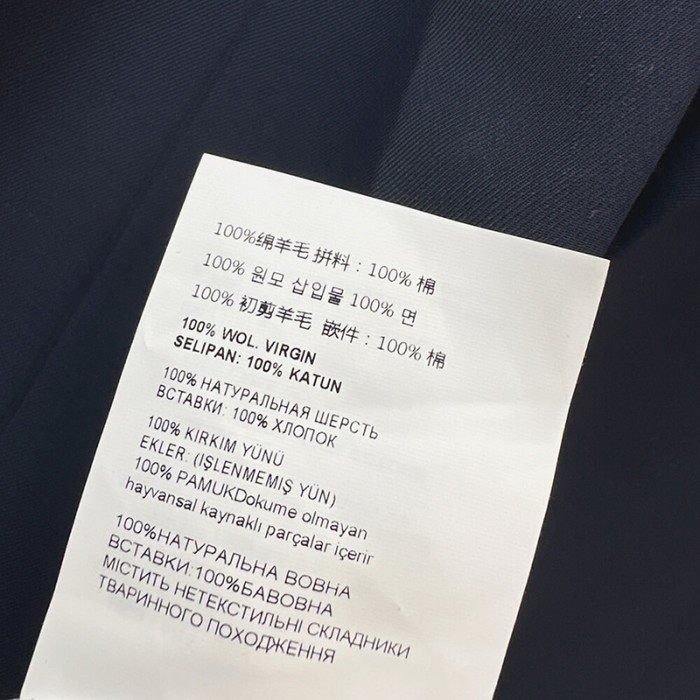 100%绵羊毛 拼料：100% 棉
100% 원모 삽입물 100% 면
100% 初剪羊毛 嵌件：100% 棉
100% WOL. VIRGIN
SELIPAN: 100% KATUN
100% НАТУРАЛЬНАЯ ШЕРСТЬ
ВСТАВКИ: 100% ХЛОПОК
100% KIRKIM YÜNÜ
EKLER: (IŞLENMEMIŞ YÜN)
100% PAMUKDokume olmayan
hayvansal kaynaklı parçalar içerir
100%НАТУРАЛЬНА ВОВНА
ВСТАВКИ:100%БАВОВНА
МІСТИТЬ НЕТЕКСТИЛЬНІ СКЛАДНИКИ
ТВАРИННОГО ПОХОДЖЕННЯ